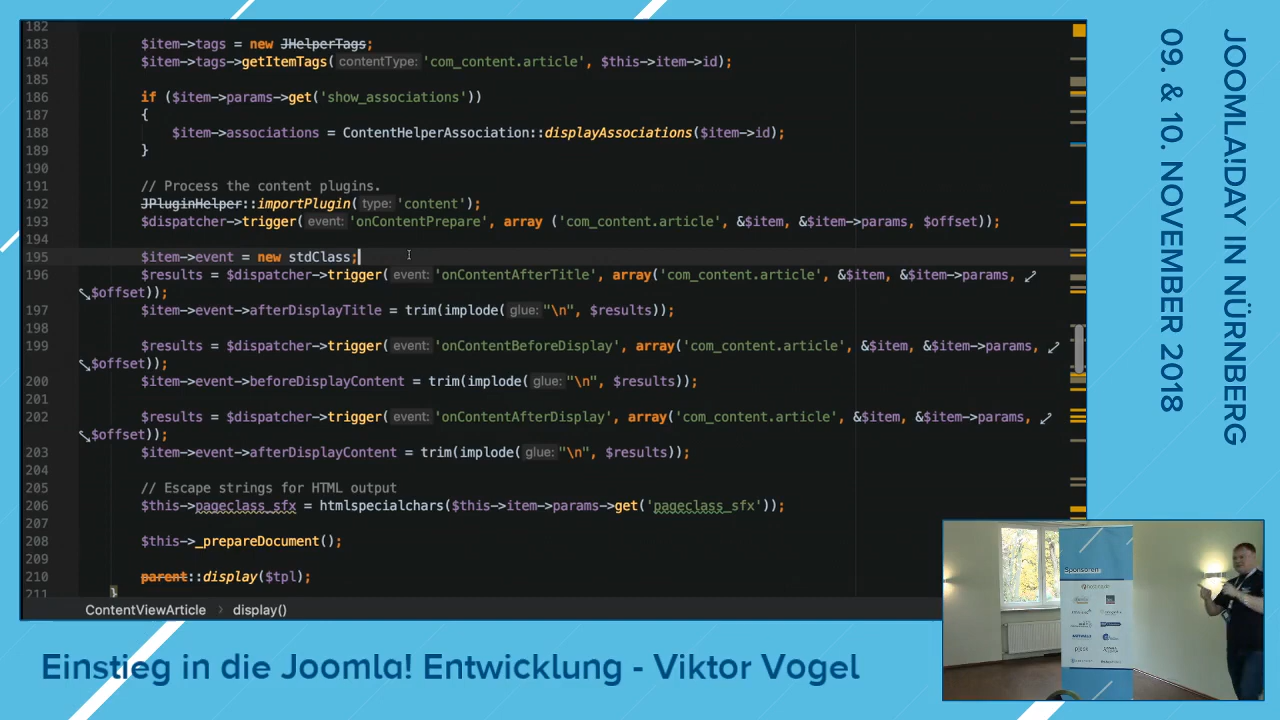 182
183 $item->tags = new JHelperTags;
184 $item->tags->getItemTags( contentType: 'com_content.article', $this->item->id);
185
186 if ($item->params->get('show_associations'))
187 {
188 $item->associations = ContentHelperAssociation::displayAssociations($item->id);
189 }
190
191 // Process the content plugins.
192 JPluginHelper::importPlugin( type: 'content');
193 $dispatcher->trigger( event: 'onContentPrepare', array ('com_content.article', &$item, &$item->params, $offset));
194
195 $item->event = new stdClass;
196 $results = $dispatcher->trigger( event: 'onContentAfterTitle', array('com_content.article', &$item, &$item->params,
$offset));
197 $item->event->afterDisplayTitle = trim(implode( glue: "\n", $results));
198
199 $results = $dispatcher->trigger( event: 'onContentBeforeDisplay', array('com_content.article', &$item, &$item->params,
$offset));
200 $item->event->beforeDisplayContent = trim(implode( glue: "\n", $results));
201
202 $results = $dispatcher->trigger( event: 'onContentAfterDisplay', array('com_content.article', &$item, &$item->params,
$offset));
203 $item->event->afterDisplayContent = trim(implode( glue: "\n", $results));
204
205 // Escape strings for HTML output
206 $this->pageclass_sfx = htmlspecialchars($this->item->params->get('pageclass_sfx'));
207
208 $this->_prepareDocument();
209
210 parent::display($tpl);
211 }
ContentViewArticle display()
JOOMLA!DAY IN NÜRNBERG
09. & 10. NOVEMBER 2018
Sponsoren
Einstieg in die Joomla! Entwicklung - Viktor Vogel